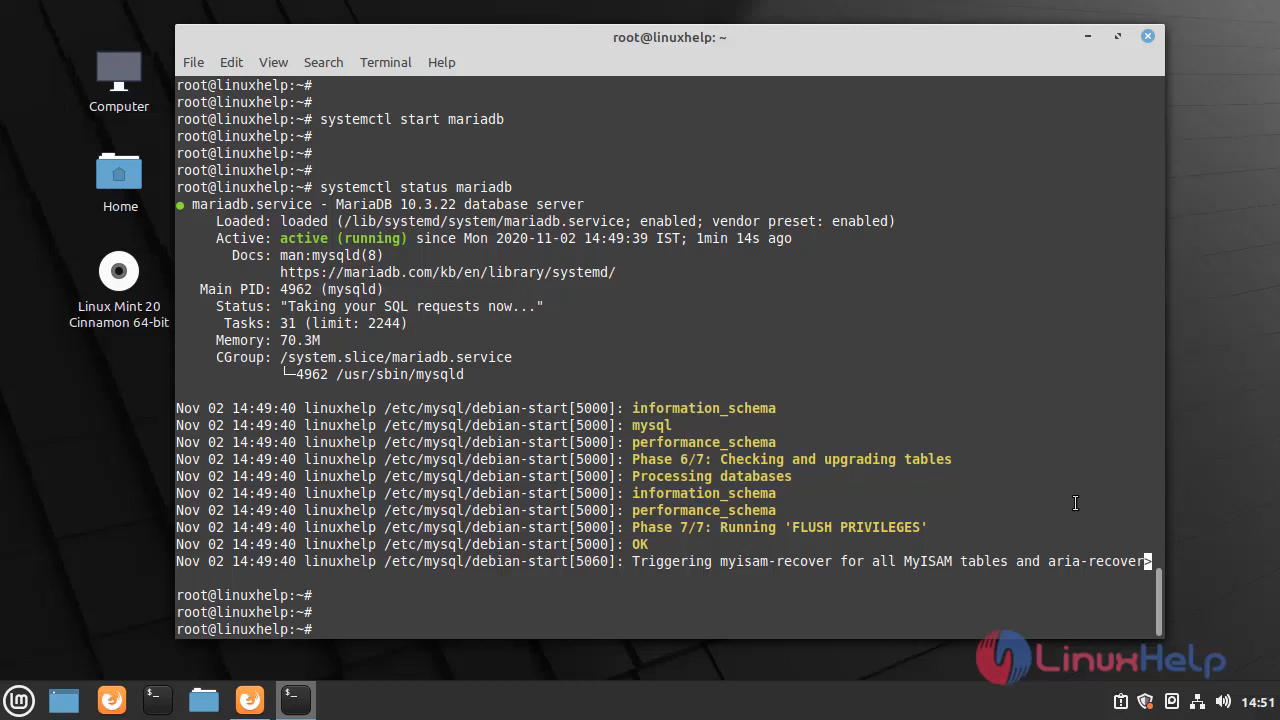 root@linuxhelp: ~
File Edit View Search Terminal Help
root@linuxhelp:~#
root@linuxhelp:~#
root@linuxhelp:~# systemctl start mariadb
root@linuxhelp:~#
root@linuxhelp:~#
root@linuxhelp:~#
root@linuxhelp:~# systemctl status mariadb
● mariadb.service - MariaDB 10.3.22 database server
Loaded: loaded (/lib/systemd/system/mariadb.service; enabled; vendor preset: enabled)
Active: active (running) since Mon 2020-11-02 14:49:39 IST; 1min 14s ago
Docs: man:mysqld(8)
https://mariadb.com/kb/en/library/systemd/
Main PID: 4962 (mysqld)
Status: "Taking your SQL requests now..."
Tasks: 31 (limit: 2244)
Memory: 70.3M
CGroup: /system.slice/mariadb.service
└─4962 /usr/sbin/mysqld
Nov 02 14:49:40 linuxhelp /etc/mysql/debian-start[5000]: information_schema
Nov 02 14:49:40 linuxhelp /etc/mysql/debian-start[5000]: mysql
Nov 02 14:49:40 linuxhelp /etc/mysql/debian-start[5000]: performance_schema
Nov 02 14:49:40 linuxhelp /etc/mysql/debian-start[5000]: Phase 6/7: Checking and upgrading tables
Nov 02 14:49:40 linuxhelp /etc/mysql/debian-start[5000]: Processing databases
Nov 02 14:49:40 linuxhelp /etc/mysql/debian-start[5000]: information_schema
Nov 02 14:49:40 linuxhelp /etc/mysql/debian-start[5000]: performance_schema
Nov 02 14:49:40 linuxhelp /etc/mysql/debian-start[5000]: Phase 7/7: Running 'FLUSH PRIVILEGES'
Nov 02 14:49:40 linuxhelp /etc/mysql/debian-start[5000]: OK
Nov 02 14:49:40 linuxhelp /etc/mysql/debian-start[5060]: Triggering myisam-recover for all MyISAM tables and aria-recover>
root@linuxhelp:~#
root@linuxhelp:~#
root@linuxhelp:~#
Computer
Home
Linux Mint 20
Cinnamon 64-bit
LinuxHelp
14:51